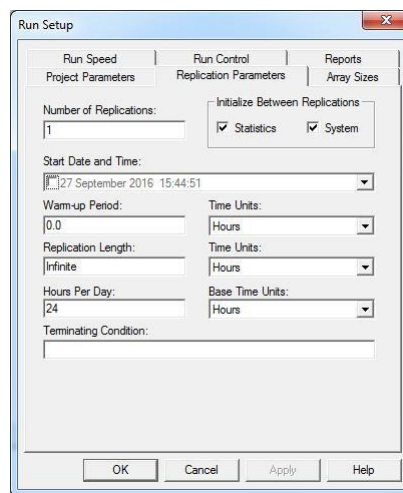 Run Setup
Run Speed Run Control Reports
Project Parameters Replication Parameters Array Sizes
Number of Replications: Initialize Between Replications
1 Statistics System
Start Date and Time:
27 September 2016 15:44:51
Warm-up Period: Time Units:
0.0 Hours
Replication Length: Time Units:
Infinite Hours
Hours Per Day: Base Time Units:
24 Hours
Terminating Condition:
OK Cancel Apply Help